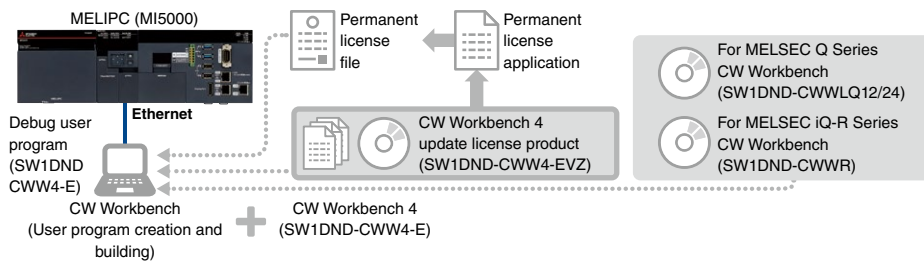 MELIPC (MI5000)
Ethernet
Debug user
program
(SW1DND
CWW4-E)
CW Workbench
(User program creation and
building)
CW Workbench 4
(SW1DND-CWW4-E)
Permanent
license
file
Permanent
license
application
CW Workbench 4
update license product
(SW1DND-CWW4-EVZ)
For MELSEC Q Series
CW Workbench
(SW1DND-CWWLQ12/24)
For MELSEC iQ-R Series
CW Workbench
(SW1DND-CWWR)